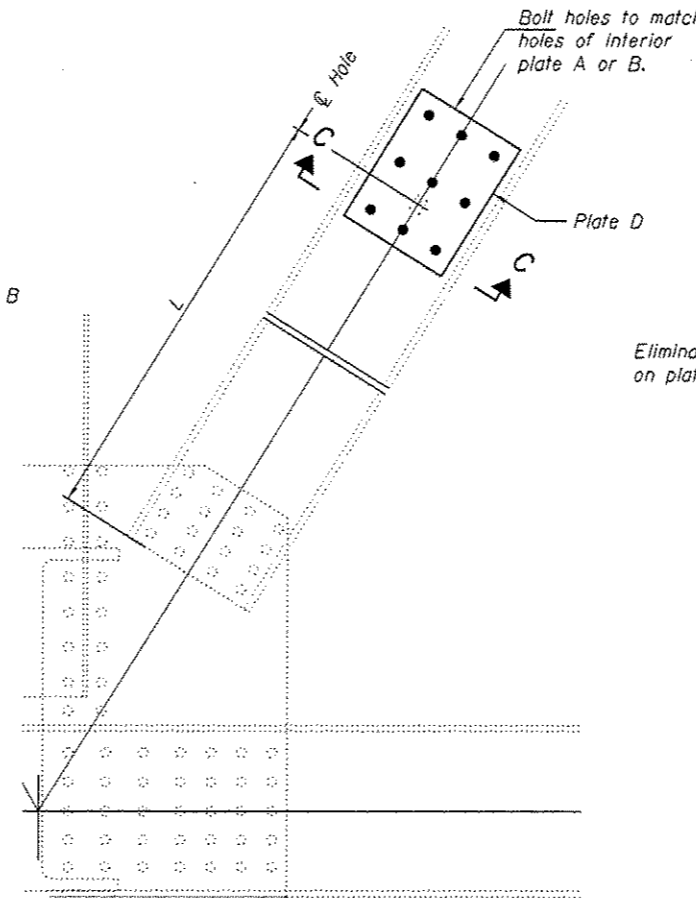 Bolt holes to match
holes of interior
plate A or B.
℄ Hole
C
Plate D
C
B
L
Elimina
on plat